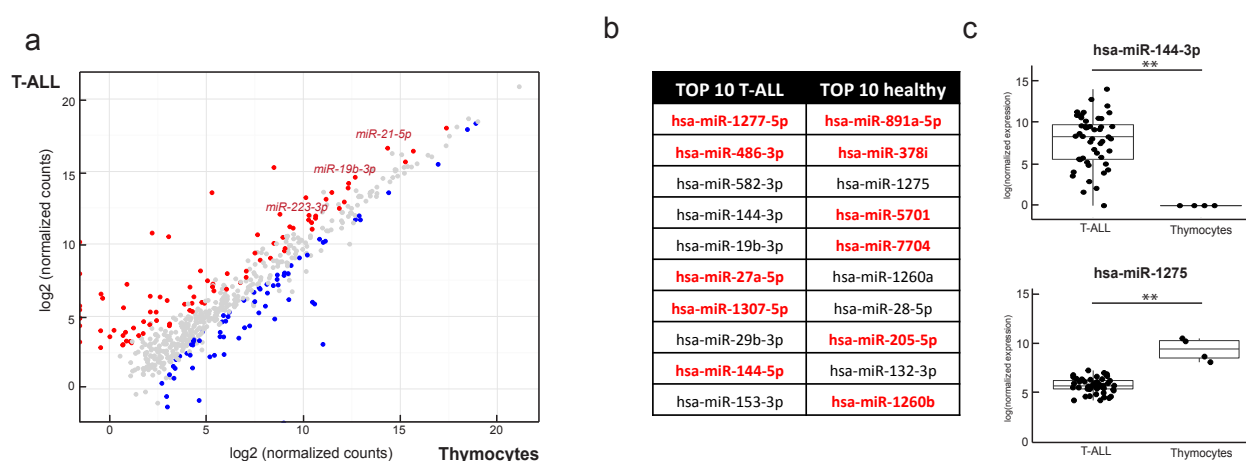 a
T-ALL
20
15
10
5
0
log2 (normalized counts)
miR-21-5p
miR-19b-3p
miR-223-3p
0 5 10 15 20
log2 (normalized counts) Thymocytes
b
TOP 10 T-ALL TOP 10 healthy
hsa-miR-1277-5p hsa-miR-891a-5p
hsa-miR-486-3p hsa-miR-378i
hsa-miR-582-3p hsa-miR-1275
hsa-miR-144-3p hsa-miR-5701
hsa-miR-19b-3p hsa-miR-7704
hsa-miR-27a-5p hsa-miR-1260a
hsa-miR-1307-5p hsa-miR-28-5p
hsa-miR-29b-3p hsa-miR-205-5p
hsa-miR-144-5p hsa-miR-132-3p
hsa-miR-153-3p hsa-miR-1260b
c
hsa-miR-144-3p
**
15
10
5
0
log(normalized expression)
T-ALL Thymocytes
hsa-miR-1275
**
15
10
5
0
log(normalized expression)
T-ALL Thymocytes